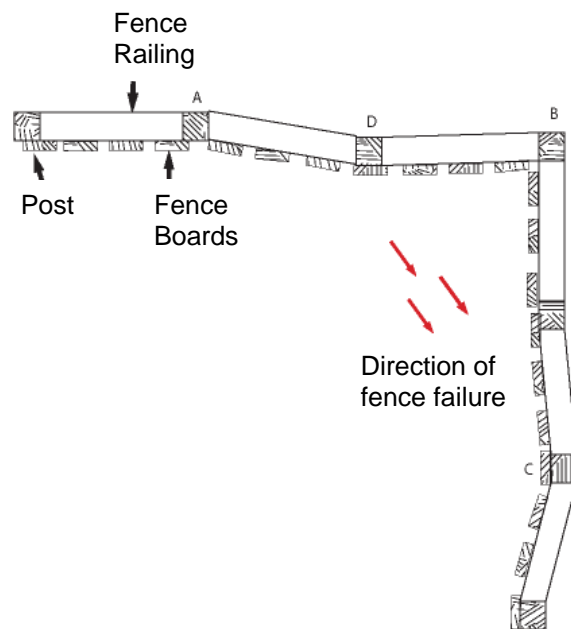 Fence
Railing
A
D
B
Post
Fence
Boards
Direction of
fence failure
C